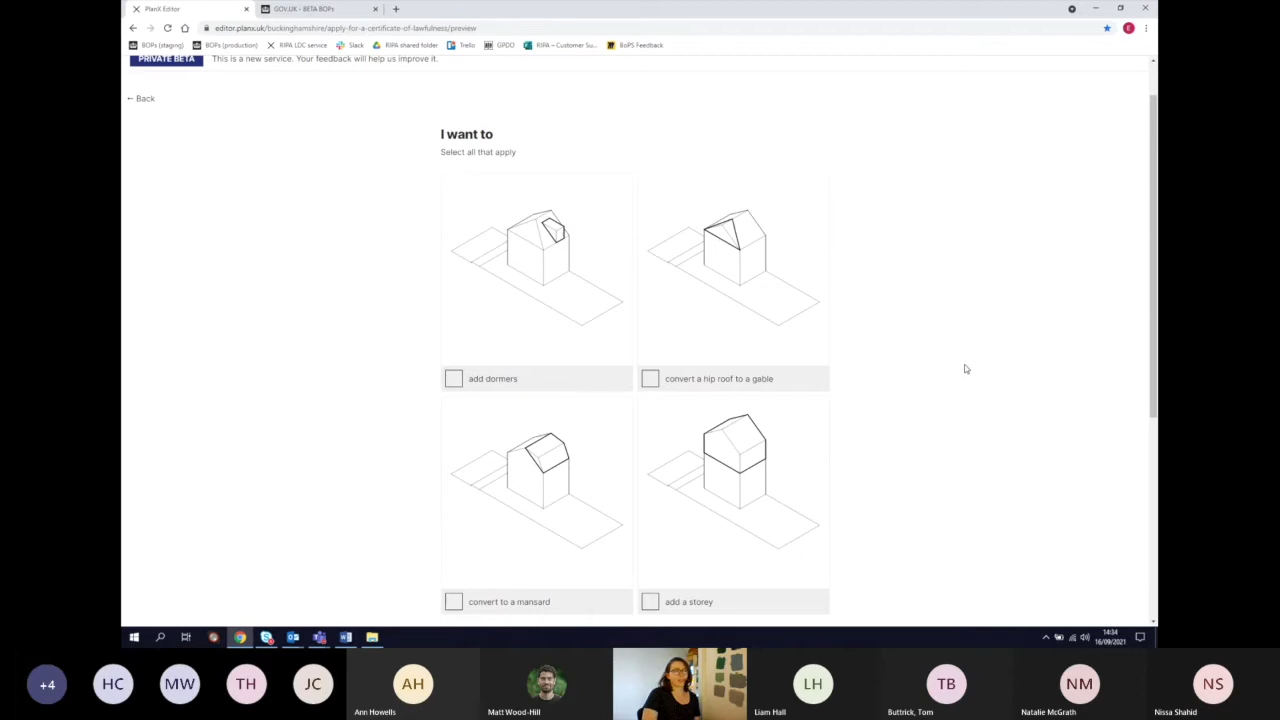 PlanX Editor
GOV.UK - BETA BOPs
editor.planx.uk/buckinghamshire/apply-for-a-certificate-of-lawfulness/preview
E
BOPs (staging) BOPs (production) RIPA LDC service Slack RIPA shared folder Trello GPDO RIPA – Customer Su... BoPS Feedback
PRIVATE BETA This is a new service. Your feedback will help us improve it.
← Back
I want to
Select all that apply
add dormers
convert a hip roof to a gable
convert to a mansard
add a storey
14:34
16/09/2021
+4 HC MW TH JC AH LH TB NM NS
Ann Howells Matt Wood-Hill Liam Hall Buttrick, Tom Natalie McGrath Nissa Shahid